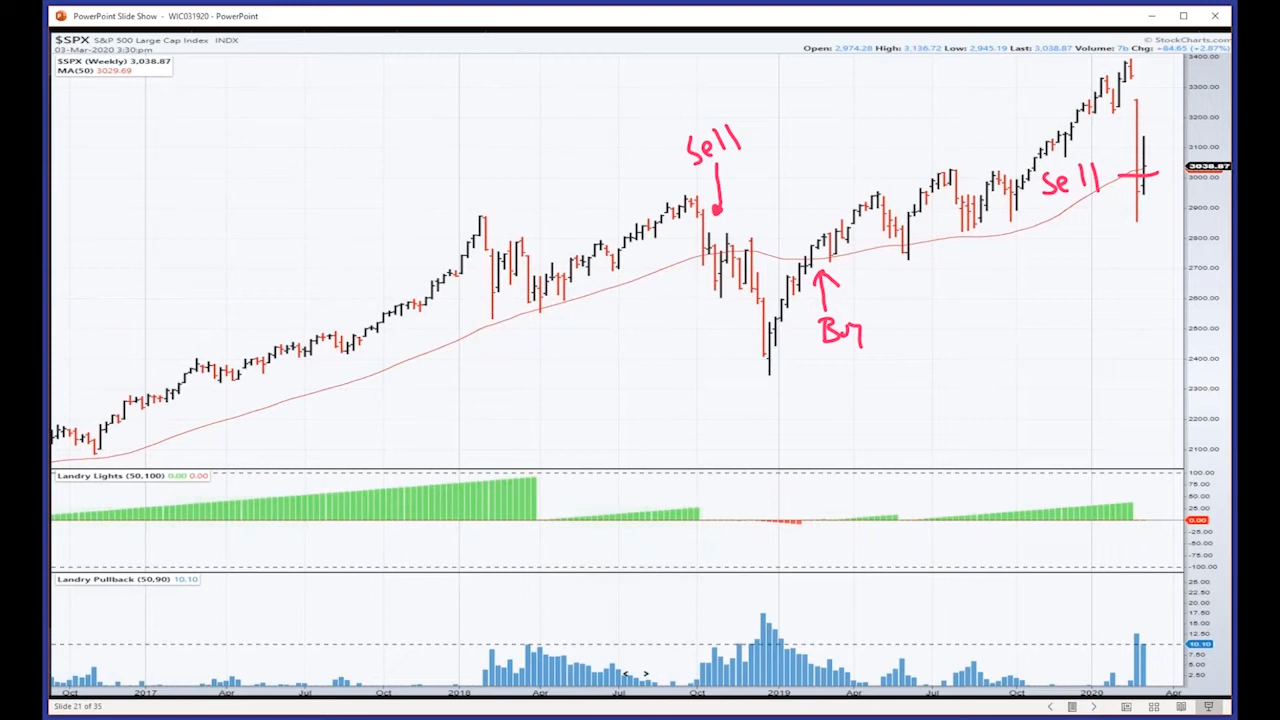 PowerPoint Slide Show - WIC031920 - PowerPoint
$SPX S&P 500 Large Cap Index INDX
© StockCharts.com
03-Mar-2020 3:30pm
Open: 2,974.28 High: 3,136.72 Low: 2,945.19 Last: 3,038.87 Volume: 7b Chg: +84.65 (+2.87%)
$SPX (Weekly) 3,038.87
MA(50) 3029.69
3400.00
3300.00
3200.00
3100.00
3038.87
3000.00
2900.00
2800.00
2700.00
2600.00
2500.00
2400.00
2300.00
2200.00
2100.00
Sell
Sell
Buy
Landry Lights (50,100) 0.00 0.00
100.00
75.00
50.00
25.00
0.00
-25.00
-50.00
-75.00
-100.00
Landry Pullback (50,90) 10.10
25.00
22.50
20.00
17.50
15.00
12.50
10.10
7.50
5.00
2.50
Oct 2017 Apr Jul Oct 2018 Apr Jul Oct 2019 Apr Jul Oct 2020 Apr
Slide 21 of 35